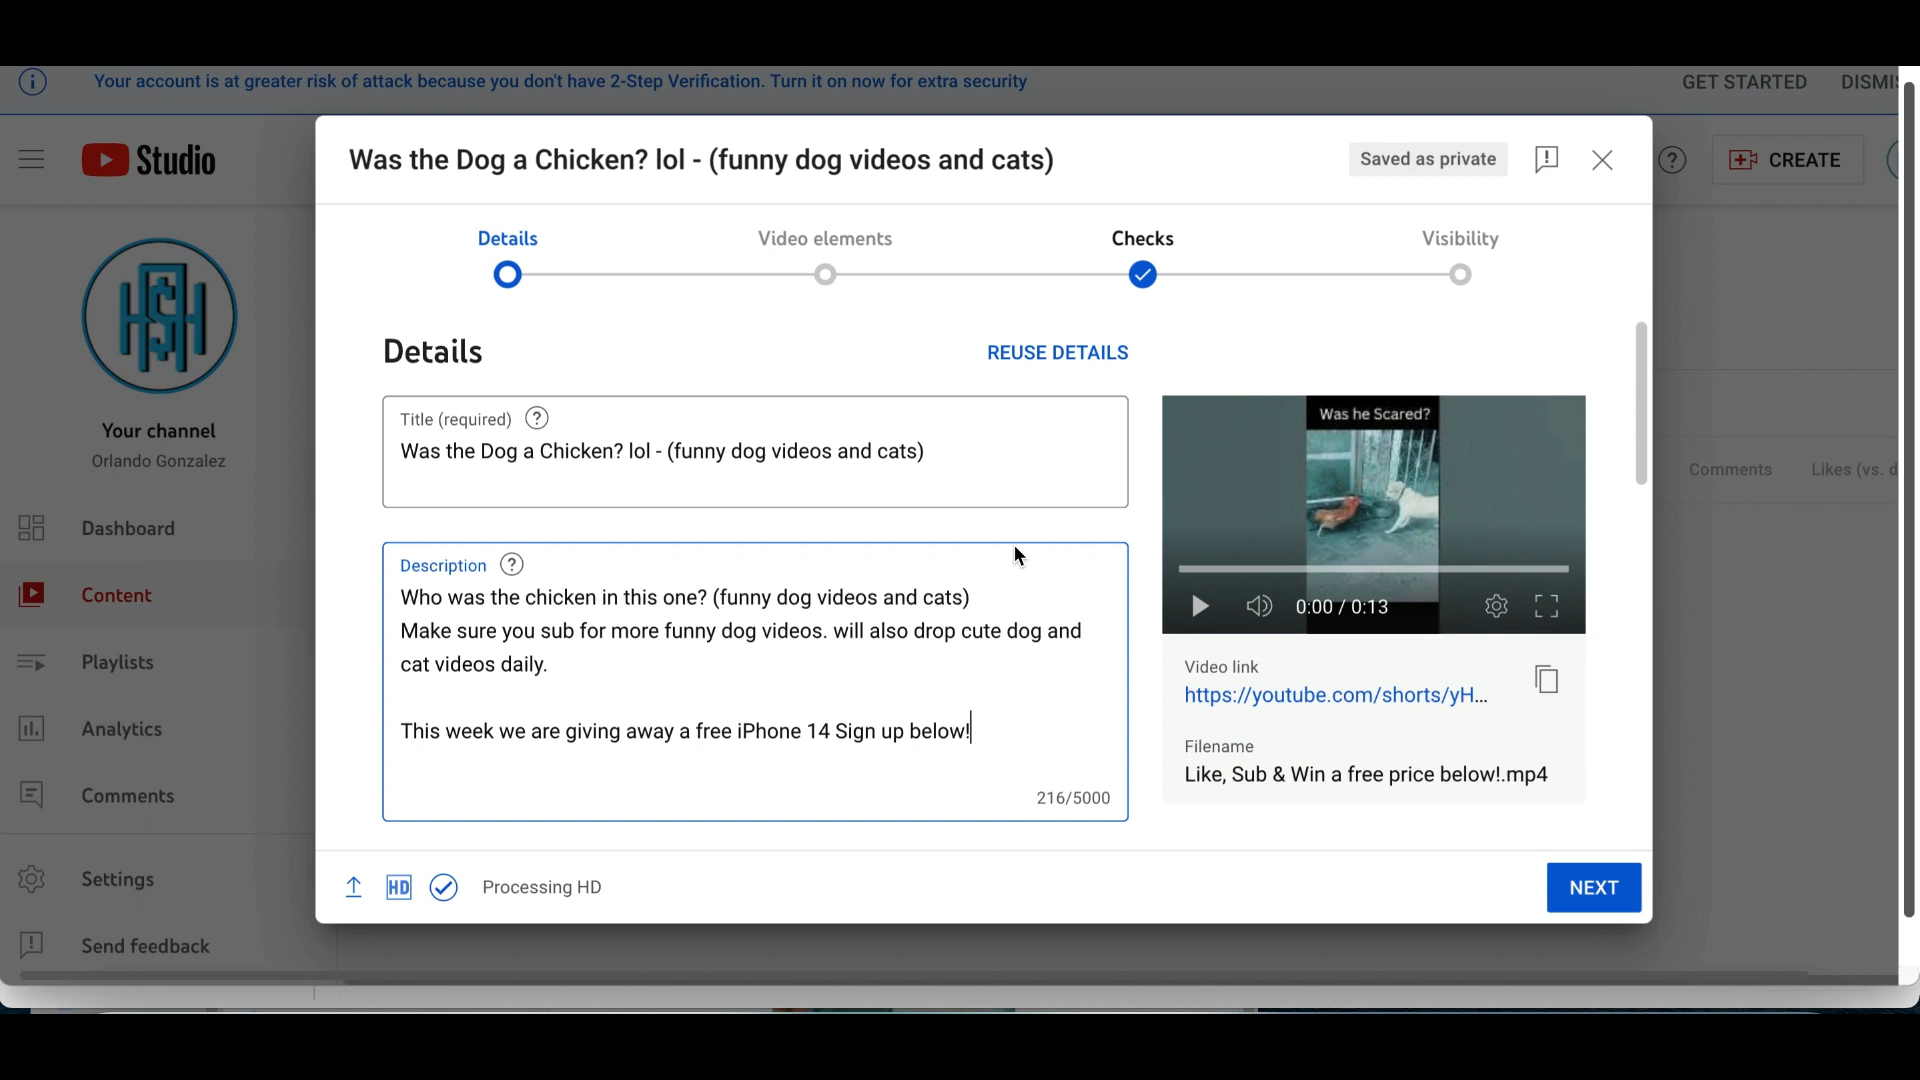 Your account is at greater risk of attack because you don't have 2-Step Verification. Turn it on now for extra security
GET STARTED
DISMIS
Studio
Was the Dog a Chicken? lol - (funny dog videos and cats)
Saved as private
CREATE
Details
Video elements
Checks
Visibility
Your channel
Orlando Gonzalez
Dashboard
Content
Playlists
Analytics
Comments
Settings
Send feedback
Details
REUSE DETAILS
Title (required)
Was the Dog a Chicken? lol - (funny dog videos and cats)
Description
Who was the chicken in this one? (funny dog videos and cats)
Make sure you sub for more funny dog videos. will also drop cute dog and
cat videos daily.
This week we are giving away a free iPhone 14 Sign up below!
216/5000
Was he Scared?
0:00 / 0:13
Video link
https://youtube.com/shorts/yH...
Filename
Like, Sub & Win a free price below!.mp4
Comments
Likes (vs. d
HD
Processing HD
NEXT